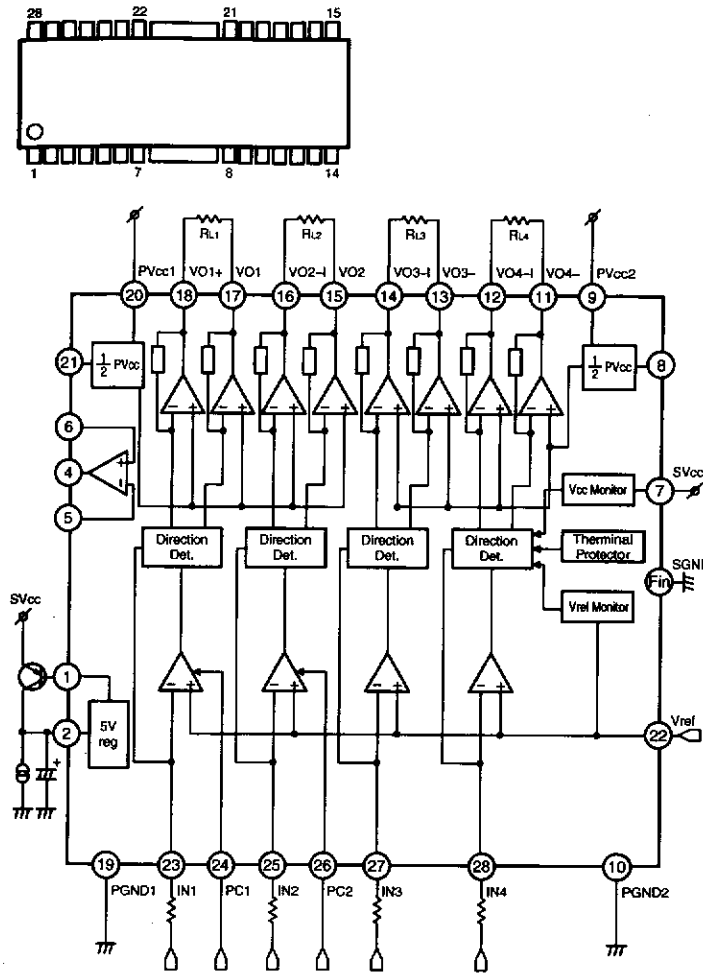 28 22 21 15
1 7 8 14
RL1 RL2 RL3 RL4
PVcc1 VO1+ VO1 VO2-I VO2 VO3-I VO3- VO4-I VO4- PVcc2
20 18 17 16 15 14 13 12 11 9
21 1/2 PVcc 1/2 PVcc 8
6
4
5
SVcc
Vcc Monitor 7
Direction Det. Direction Det. Direction Det. Direction Det.
Therminal Protector
SGND
Fin
Vref Monitor
SVcc
1
2 5V reg
Vref
22
19 23 24 25 26 27 28 10
PGND1 IN1 PC1 IN2 PC2 IN3 IN4 PGND2